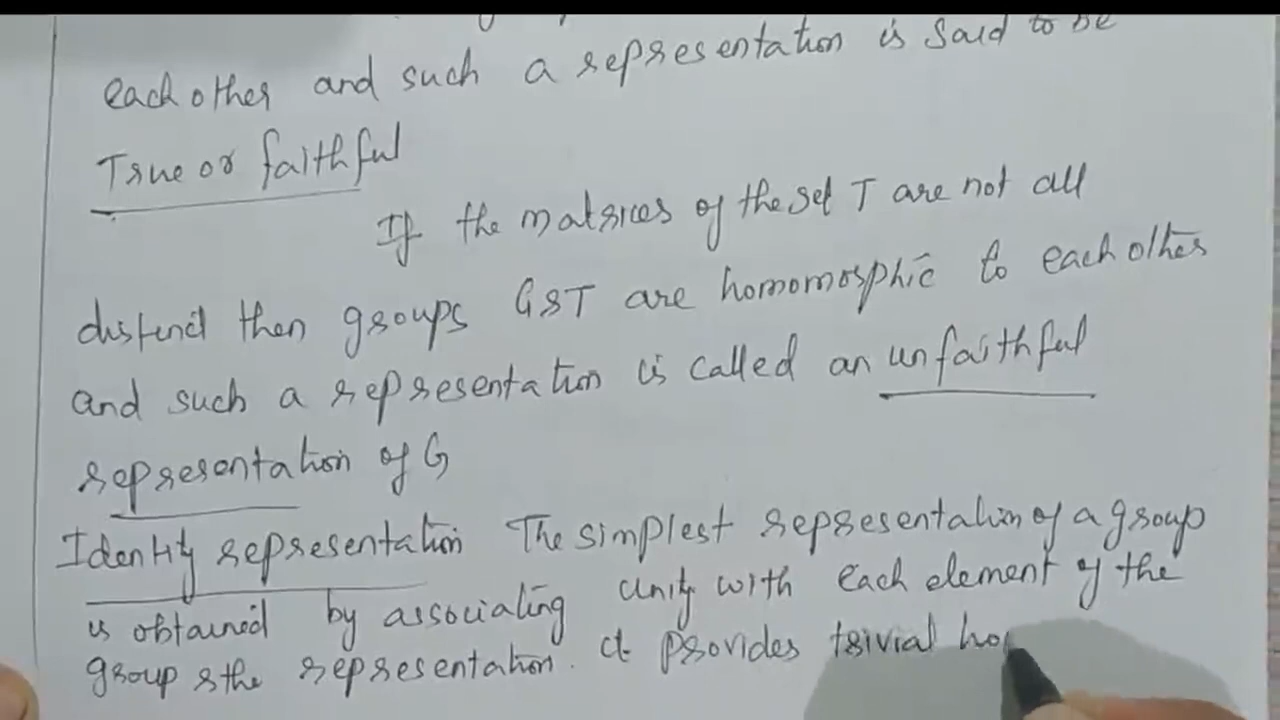 each other and such a representation is said to be
True or faithful
If the matrices of the set T are not all
distinct then groups G & T are homomorphic to each other
and such a representation is called an unfaithful
representation of G
Identity representation The simplest representation of a group
is obtained by associating unity with each element of the
group & the representation. It provides trivial ho